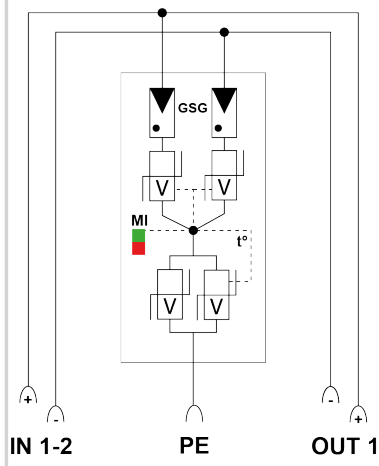 GSG
V V
MI
t°
V V
+ - - +
IN 1-2 PE OUT 1